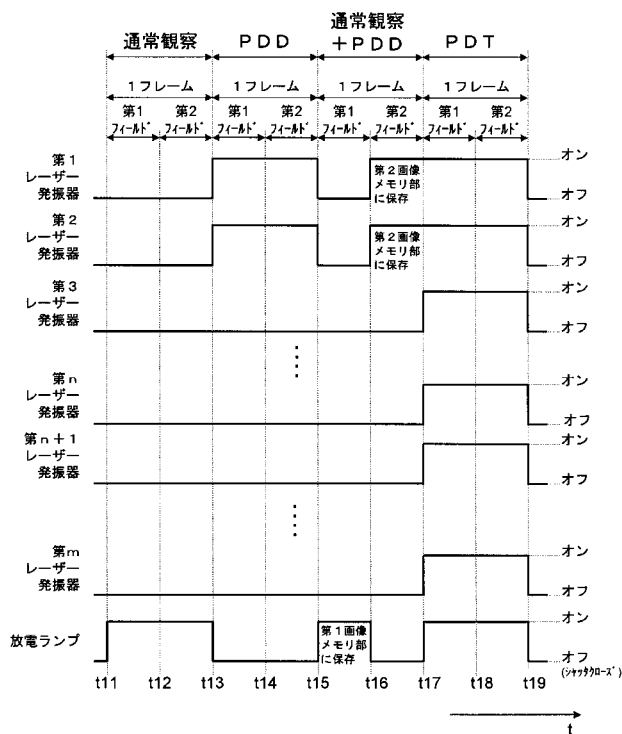 通常観察 PDD 通常観察 PDT
+PDD
1フレーム 1フレーム 1フレーム 1フレーム
第1 第2 第1 第2 第1 第2 第1 第2
フィールド フィールド フィールド フィールド フィールド フィールド フィールド フィールド
第1
レーザー
発振器
第2画像
メモリ部
に保存
オン
オフ
第2
レーザー
発振器
第2画像
メモリ部
に保存
オン
オフ
第3
レーザー
発振器
オン
オフ
第n
レーザー
発振器
オン
オフ
第n+1
レーザー
発振器
オン
オフ
第m
レーザー
発振器
オン
オフ
放電ランプ
第1画像
メモリ部
に保存
オン
オフ
(シャッタクローズ)
t11 t12 t13 t14 t15 t16 t17 t18 t19
t